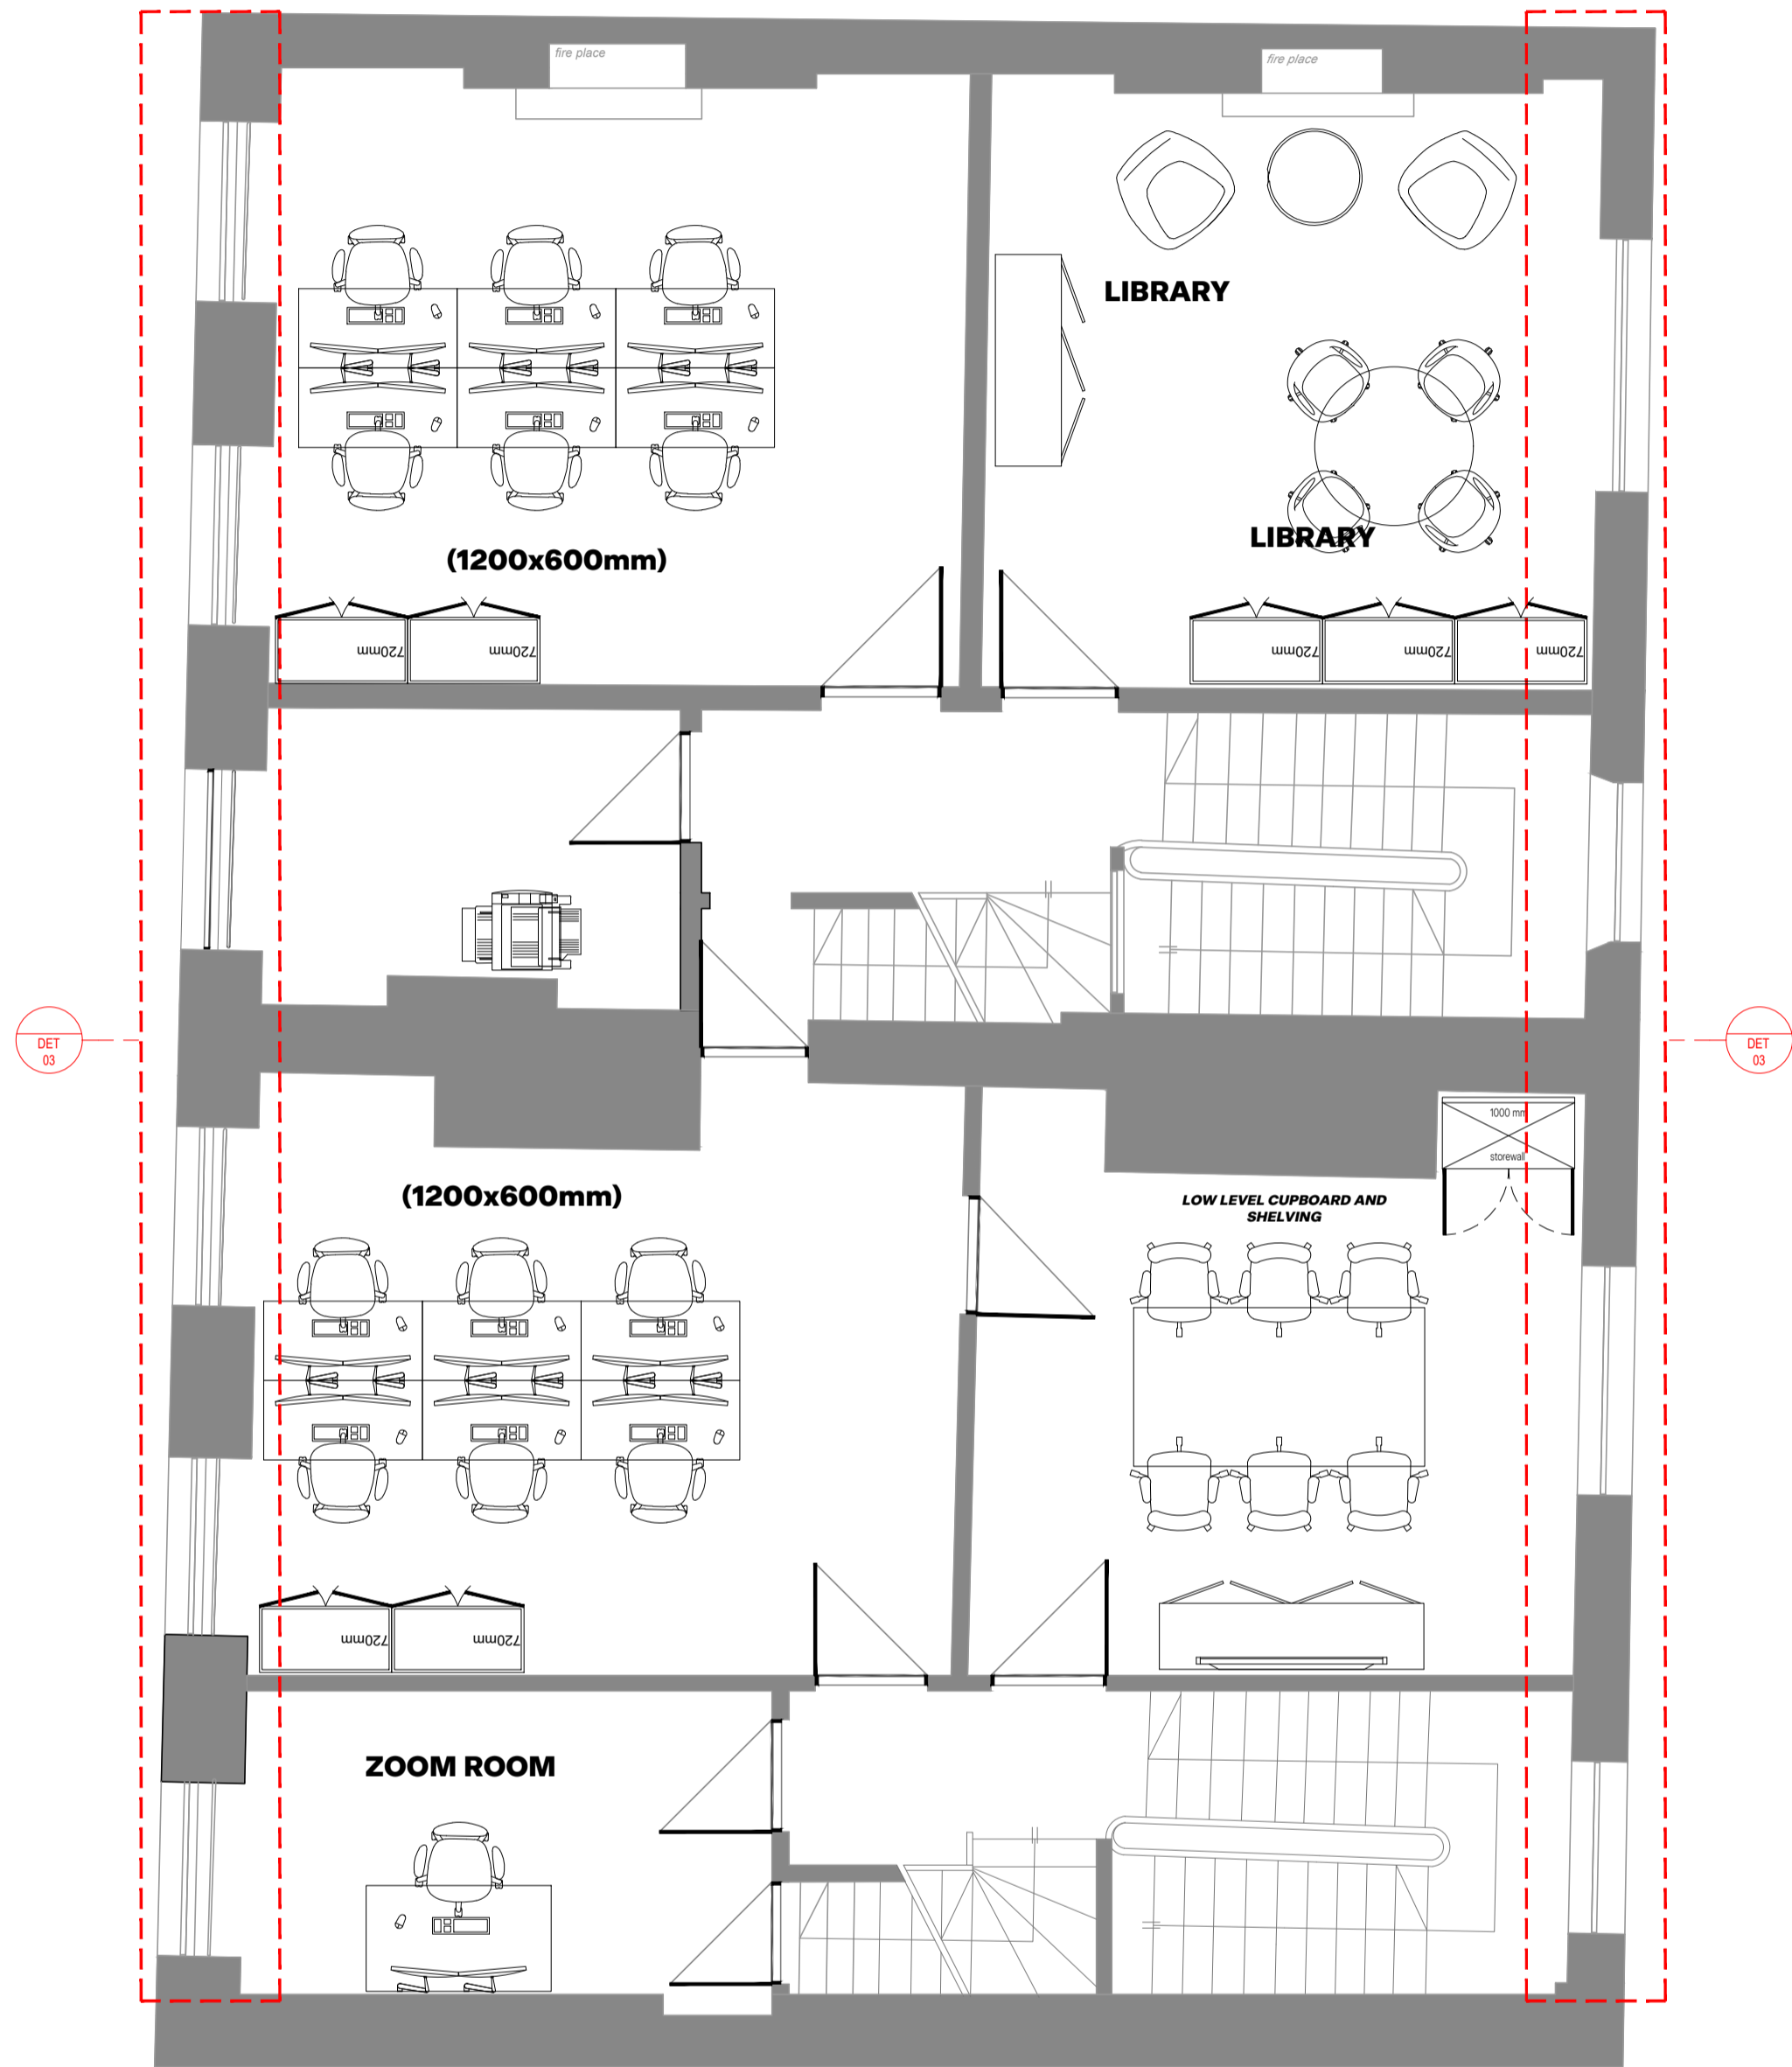 fire place
fire place
LIBRARY
LIBRARY
(1200x600mm)
720mm
720mm
720mm
720mm
720mm
DET
03
DET
03
1000 mm
storewall
(1200x600mm)
LOW LEVEL CUPBOARD AND
SHELVING
720mm
720mm
ZOOM ROOM